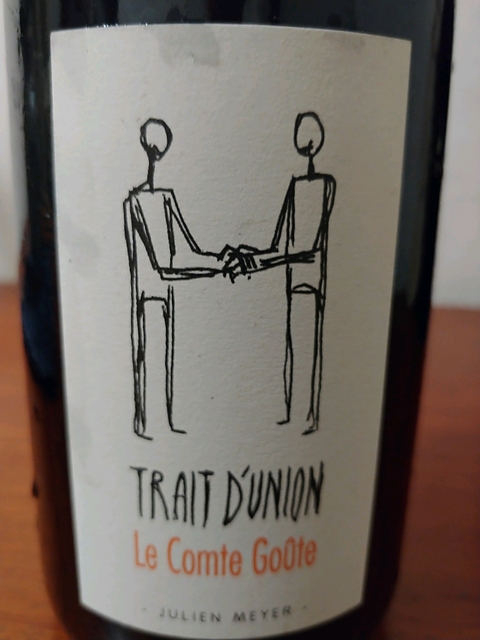 TRAIT D'UNION
Le Comte Goûte
- JULIEN MEYER -